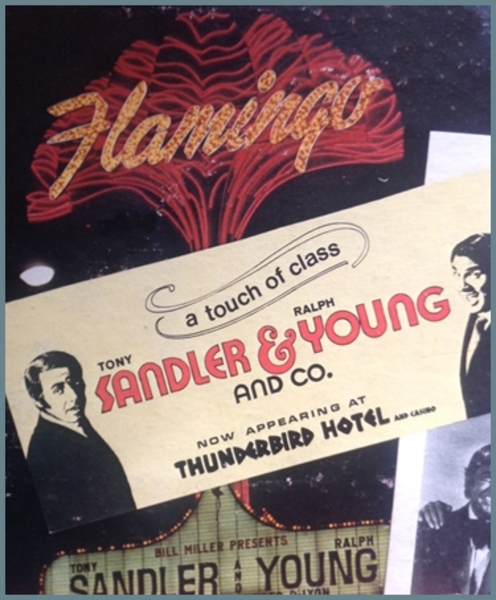 Flamingo
a touch of class
TONY RALPH
SANDLER & YOUNG
AND CO.
NOW APPEARING AT
THUNDERBIRD HOTEL AND CASINO
BILL MILLER PRESENTS
TONY RALPH
SANDLER AND YOUNG